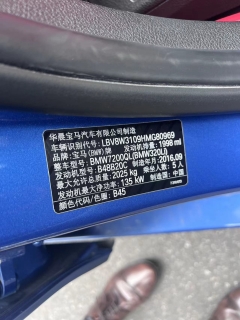 华晨宝马汽车有限公司制造
车辆识别代号: LBV8W3109HMG80969
品牌: 宝马(BMW)牌 发动机排量: 1998 ml
型号: BMW7200QL(BMW320Li)
发动机型号: B48B20C 制造年月: 2016.09
最大允许总质量: 2025 kg 乘坐人数: 5 人
发动机最大净功率: 135 kW 制造国: 中国
颜色代码/色服: B45